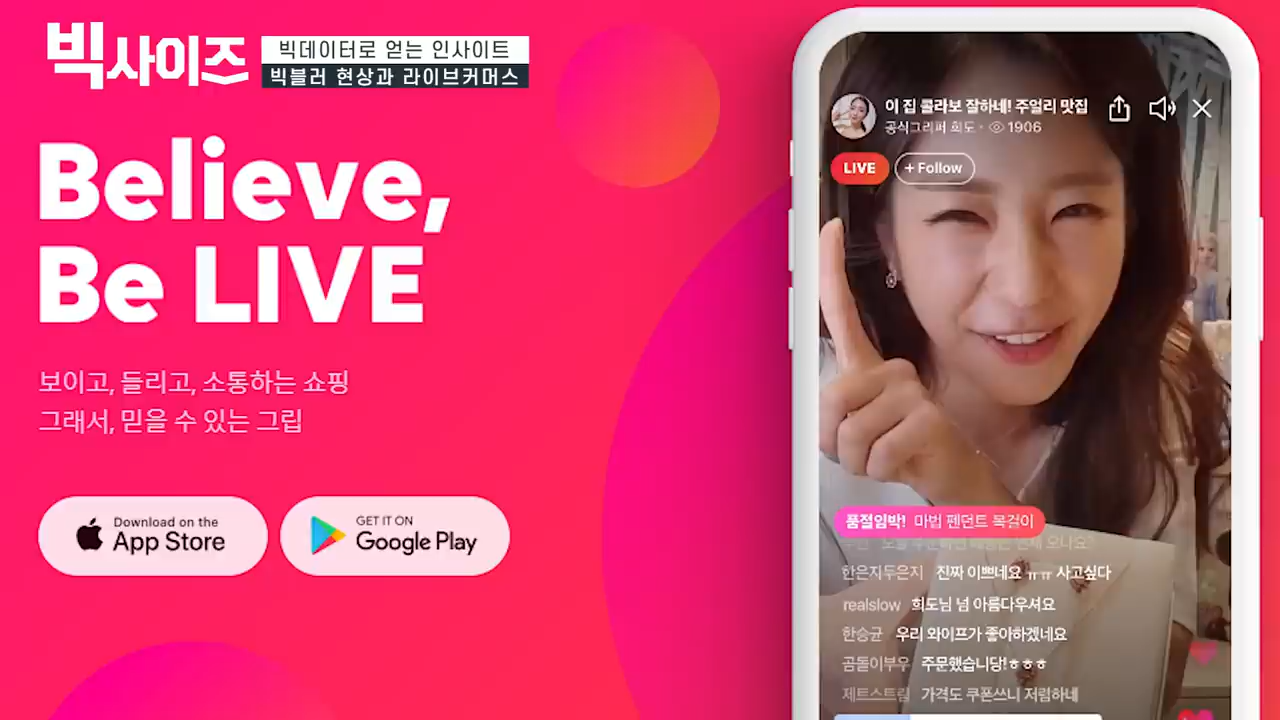 빅사이즈
빅데이터로 얻는 인사이트
빅블러 현상과 라이브커머스
Believe,
Be LIVE
보이고, 들리고, 소통하는 쇼핑
그래서, 믿을 수 있는 그립
Download on the
App Store
GET IT ON
Google Play
이 집 콜라보 잘하네! 주얼리 맛집
공식그리퍼 희도 · 1906
LIVE
+ Follow
품절임박! 마법 펜던트 목걸이
한은지두은지 진짜 이쁘네요 ㅠㅠ 사고싶다
realslow 희도님 넘 아름다우셔요
한승균 우리 와이프가 좋아하겠네요
곰돌이부우 주문했습니당!ㅎㅎㅎ
제트스트림 가격도 쿠폰쓰니 저렴하네